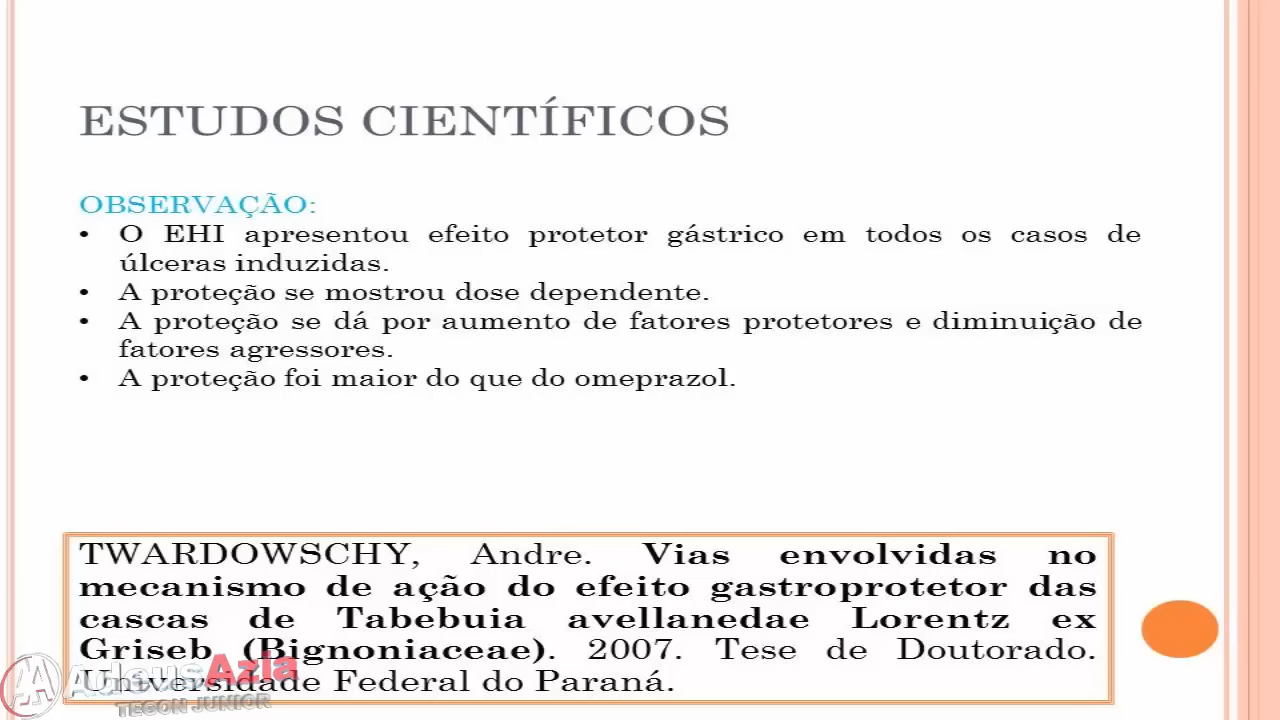 ESTUDOS CIENTÍFICOS
OBSERVAÇÃO:
• O EHI apresentou efeito protetor gástrico em todos os casos de
úlceras induzidas.
• A proteção se mostrou dose dependente.
• A proteção se dá por aumento de fatores protetores e diminuição de
fatores agressores.
• A proteção foi maior do que do omeprazol.
TWARDOWSCHY, Andre. Vias envolvidas no
mecanismo de ação do efeito gastroprotetor das
cascas de Tabebuia avellanedae Lorentz ex
Griseb (Bignoniaceae). 2007. Tese de Doutorado.
Universidade Federal do Paraná.
AdeusAzia
TECON JUNIOR